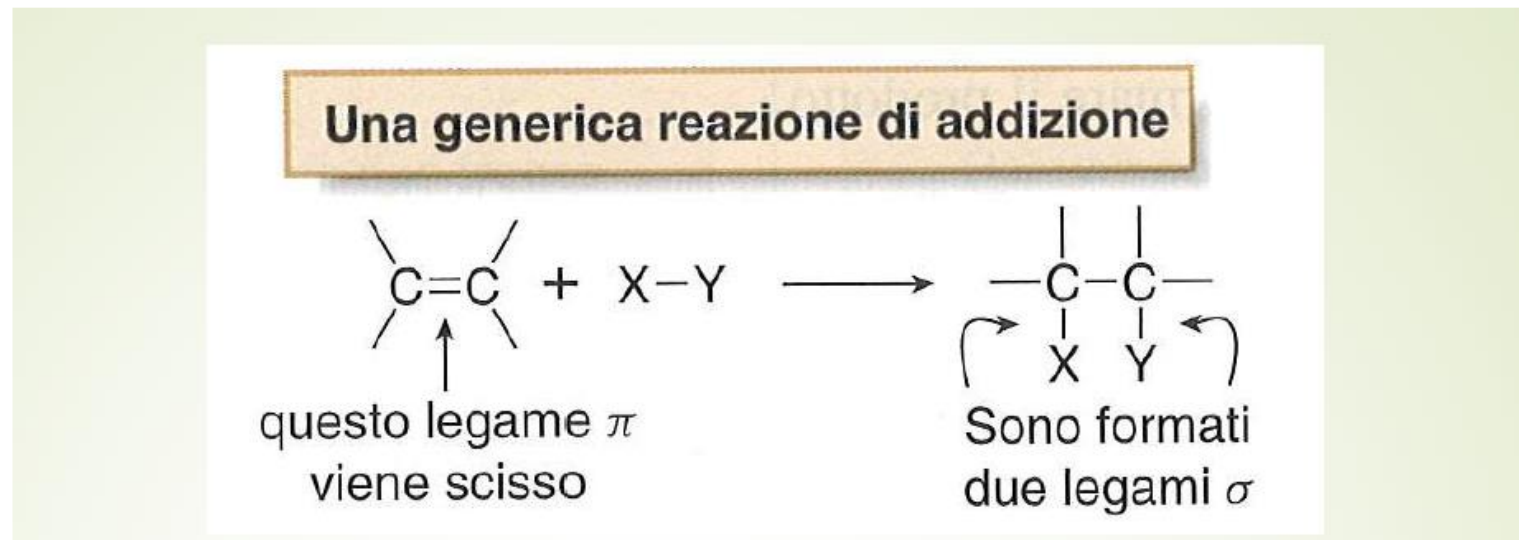 Una generica reazione di addizione
C=C + X−Y ⟶ −C−C−
X Y
questo legame π
viene scisso
Sono formati
due legami σ